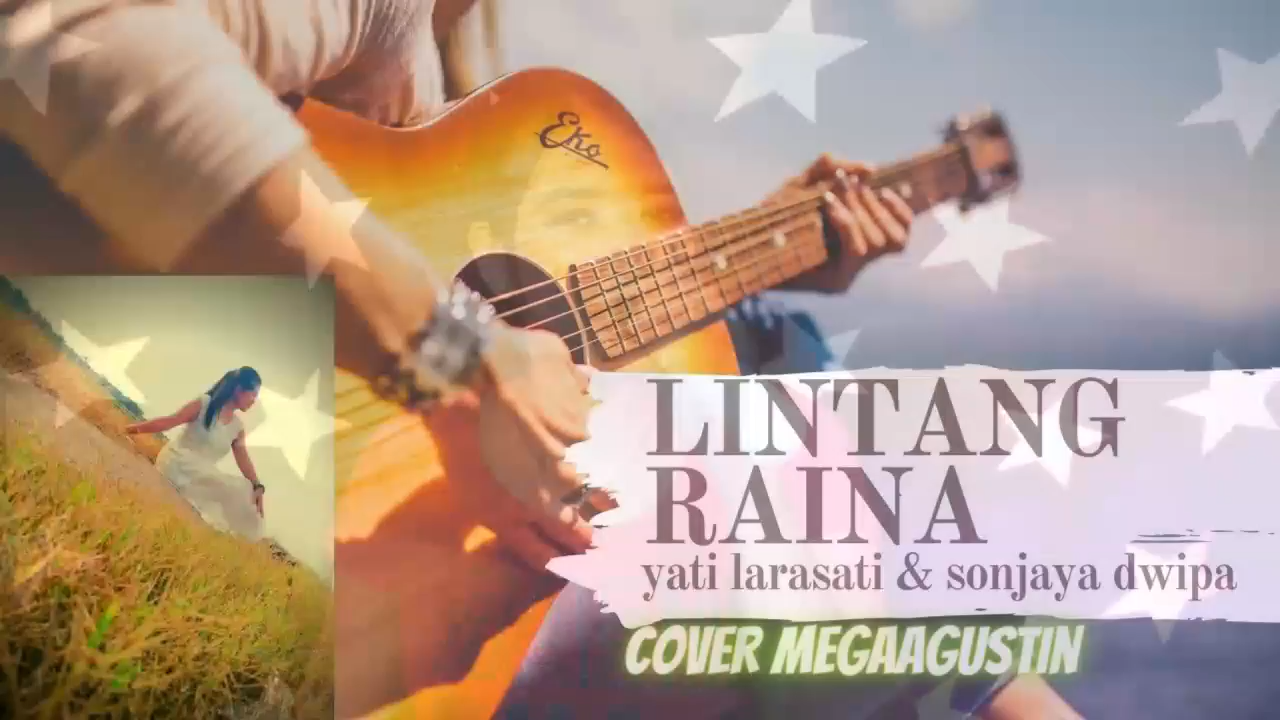 Eko
LINTANG
RAINA
yati larasati & sonjaya dwipa
COVER MEGAAGUSTIN